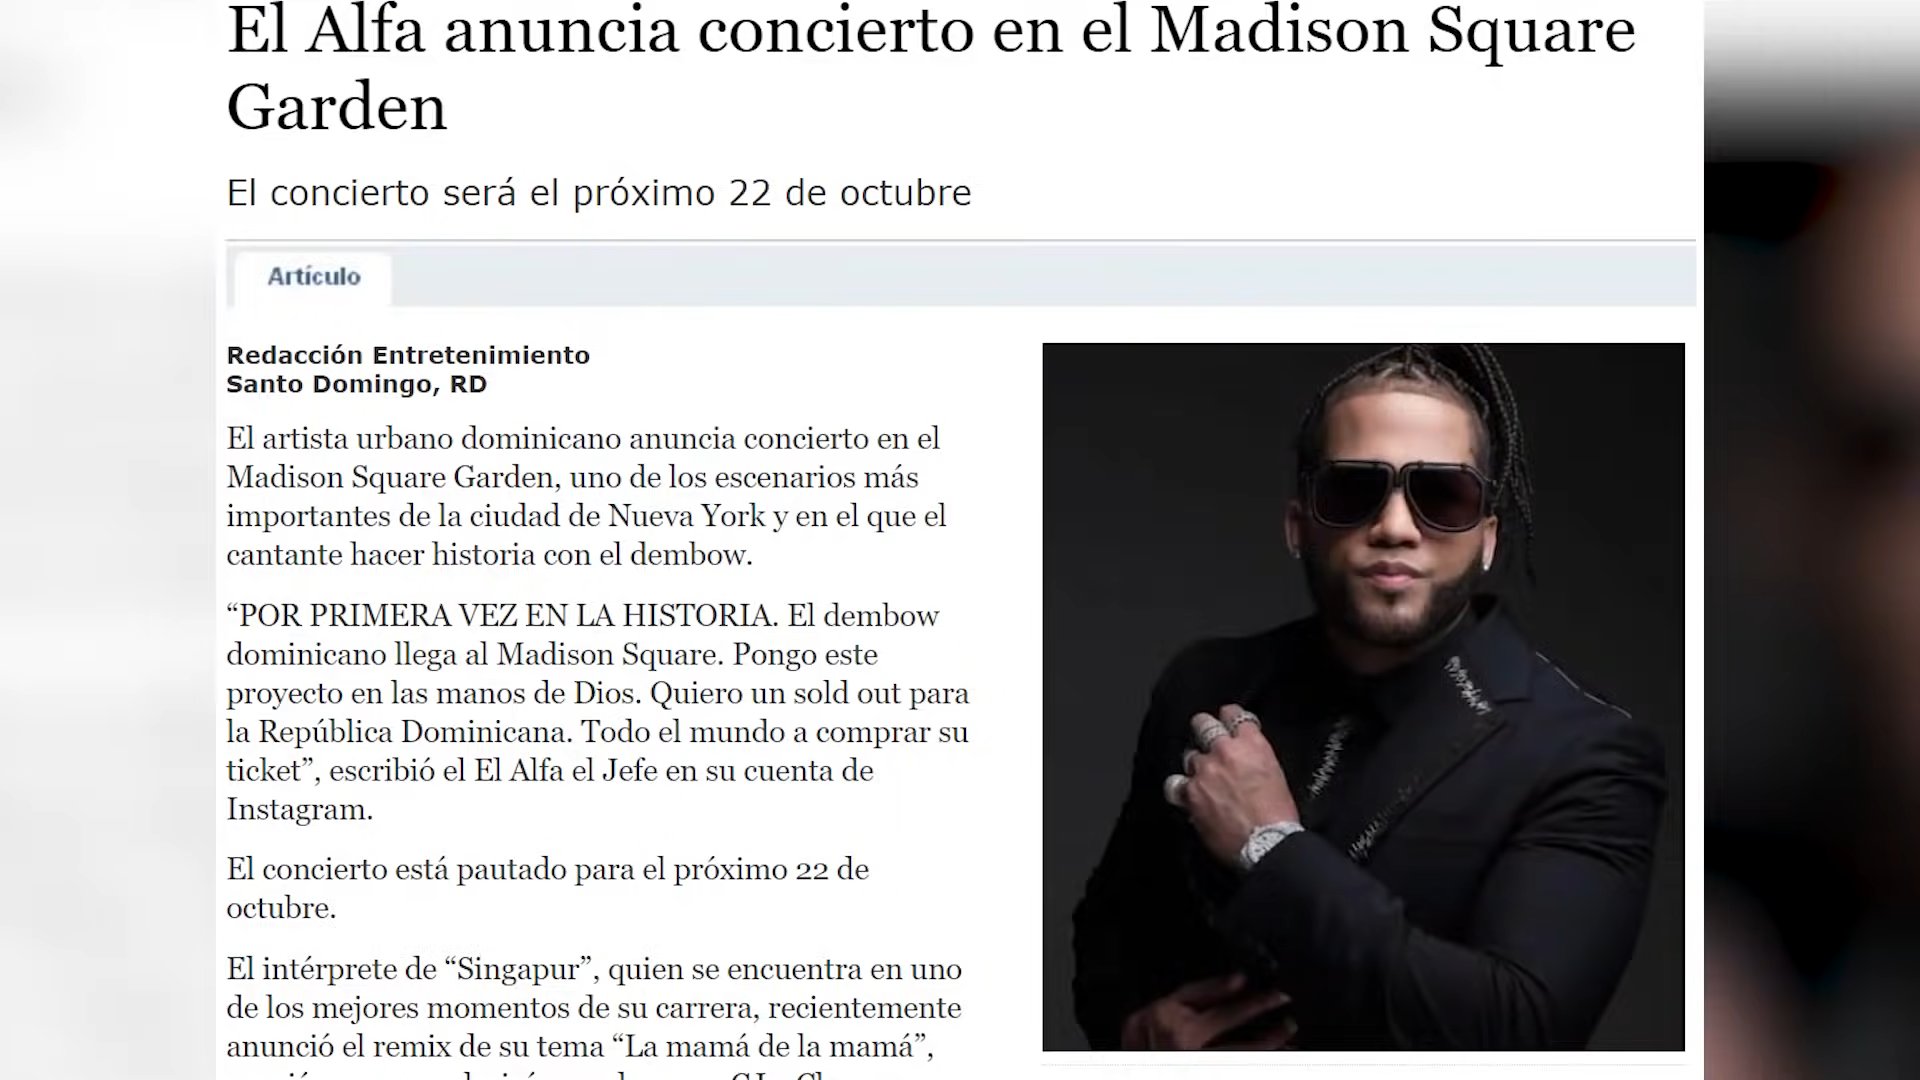 El Alfa anuncia concierto en el Madison Square
Garden
El concierto será el próximo 22 de octubre
Artículo
Redacción Entretenimiento
Santo Domingo, RD
El artista urbano dominicano anuncia concierto en el
Madison Square Garden, uno de los escenarios más
importantes de la ciudad de Nueva York y en el que el
cantante hacer historia con el dembow.
“POR PRIMERA VEZ EN LA HISTORIA. El dembow
dominicano llega al Madison Square. Pongo este
proyecto en las manos de Dios. Quiero un sold out para
la República Dominicana. Todo el mundo a comprar su
ticket”, escribió el El Alfa el Jefe en su cuenta de
Instagram.
El concierto está pautado para el próximo 22 de
octubre.
El intérprete de “Singapur”, quien se encuentra en uno
de los mejores momentos de su carrera, recientemente
anunció el remix de su tema “La mamá de la mamá”,